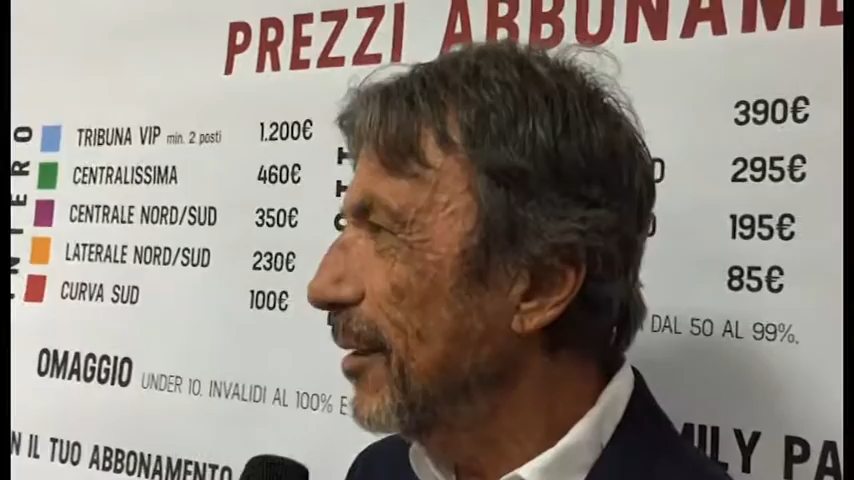 PREZZI ABBONAM
INTERO
TRIBUNA VIP min. 2 posti 1.200€ 390€
CENTRALISSIMA 460€ 295€
CENTRALE NORD/SUD 350€ 195€
LATERALE NORD/SUD 230€ 85€
CURVA SUD 100€
DAL 50 AL 99%.
OMAGGIO UNDER 10, INVALIDI AL 100% E
N IL TUO ABBONAMENTO
MILY PA